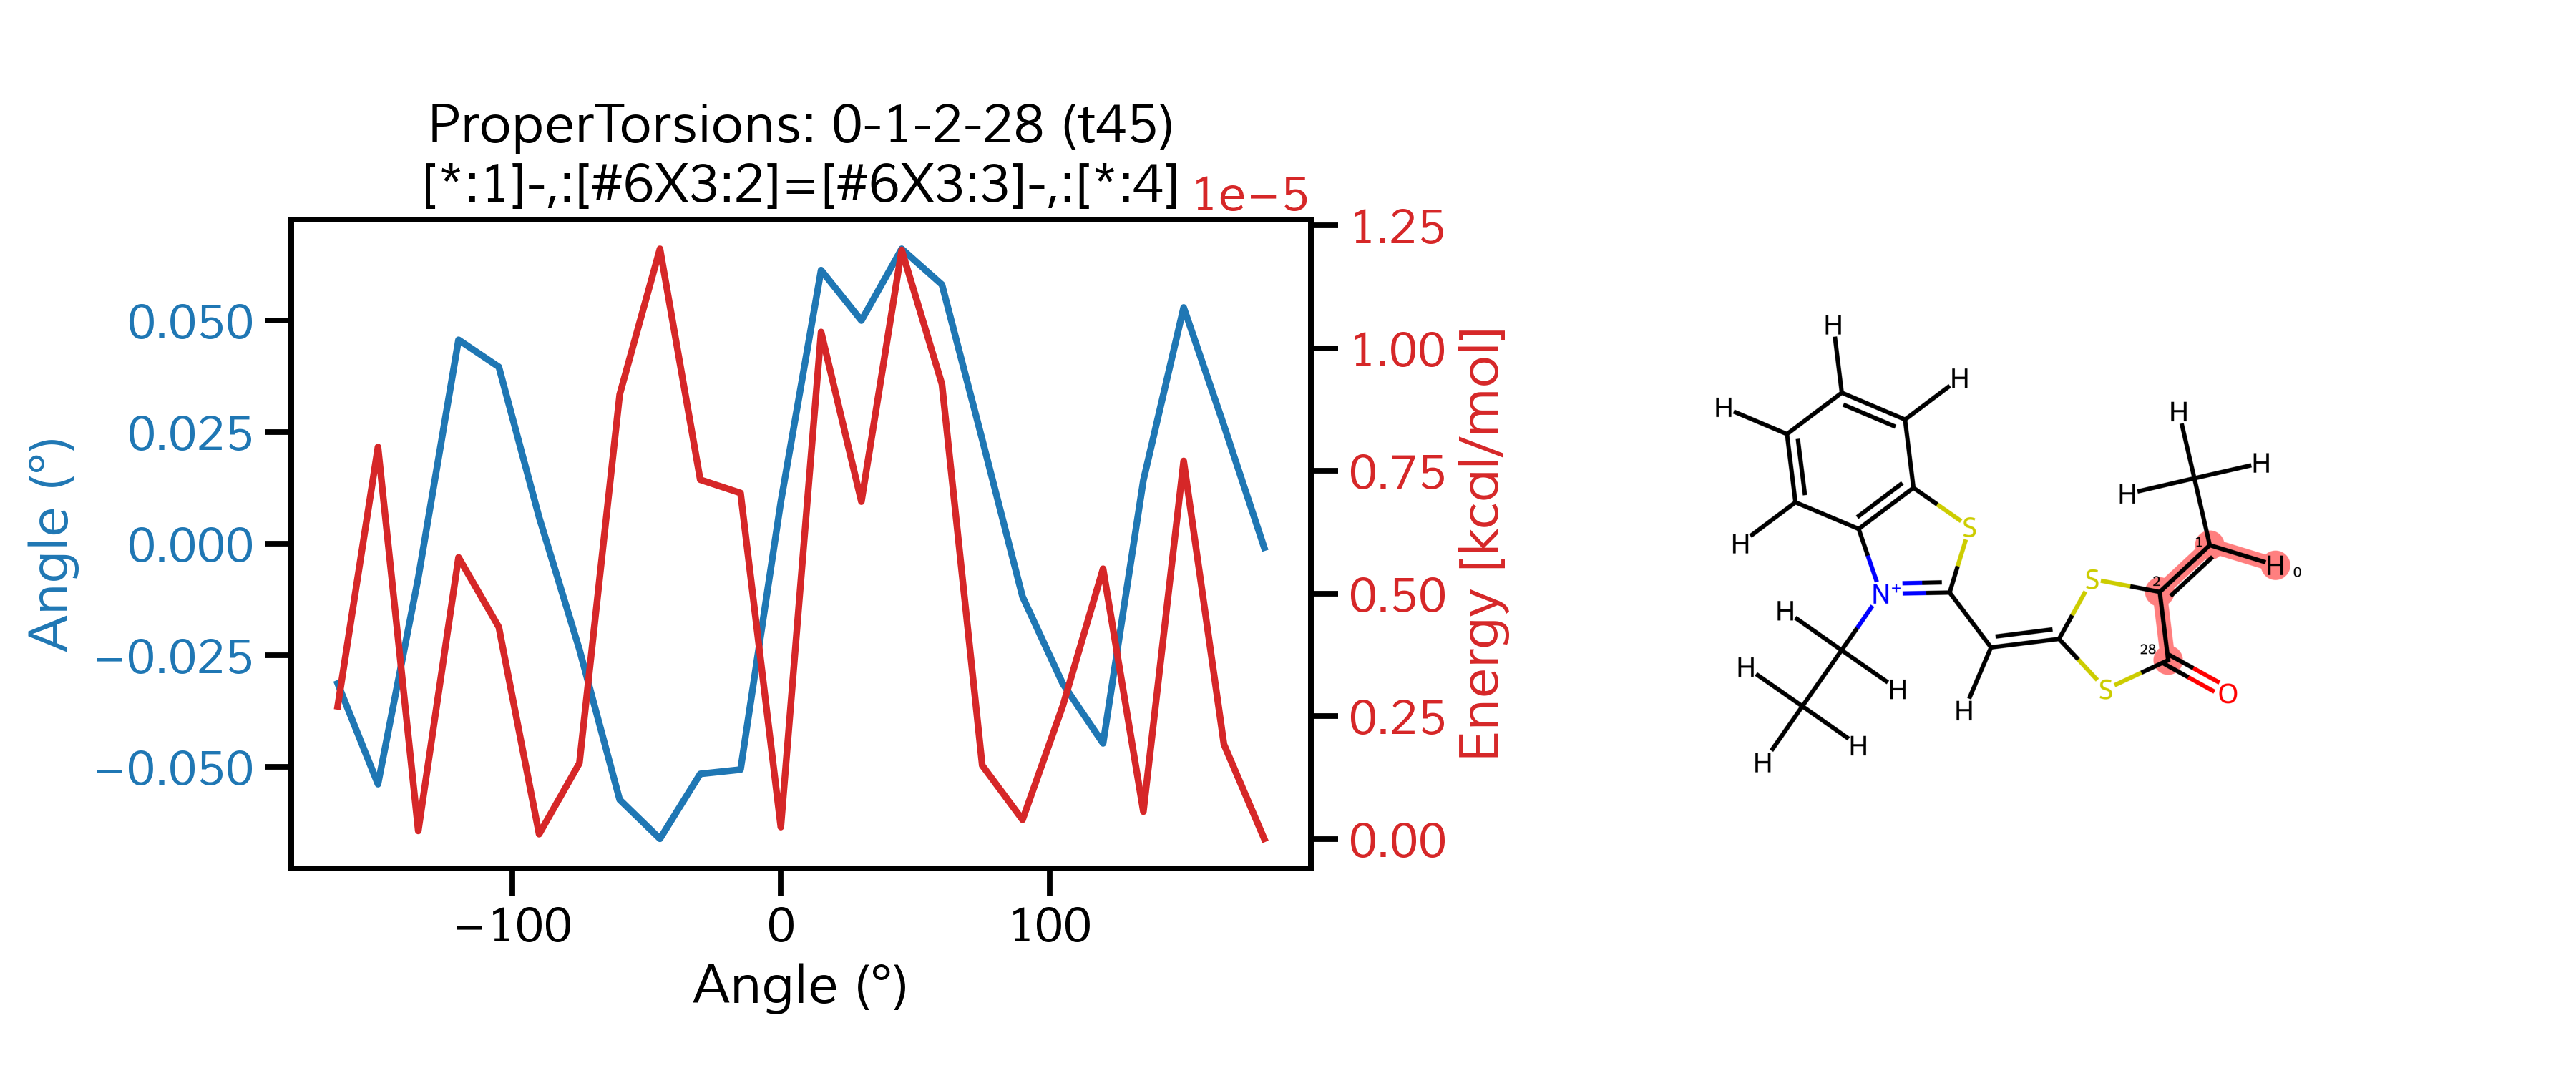 ProperTorsions: 0-1-2-28 (t45)
[*:1]-,:[#6X3:2]=[#6X3:3]-,:[*:4]
1e−5
Angle (°)
0.050
0.025
0.000
−0.025
−0.050
−100
0
100
Angle (°)
1.25
1.00
0.75
0.50
0.25
0.00
Energy [kcal/mol]
H
H
H
H
H
H
H
H
S
1
H 0
2
S
N+
H
28
H
H
S
O
H
H
H